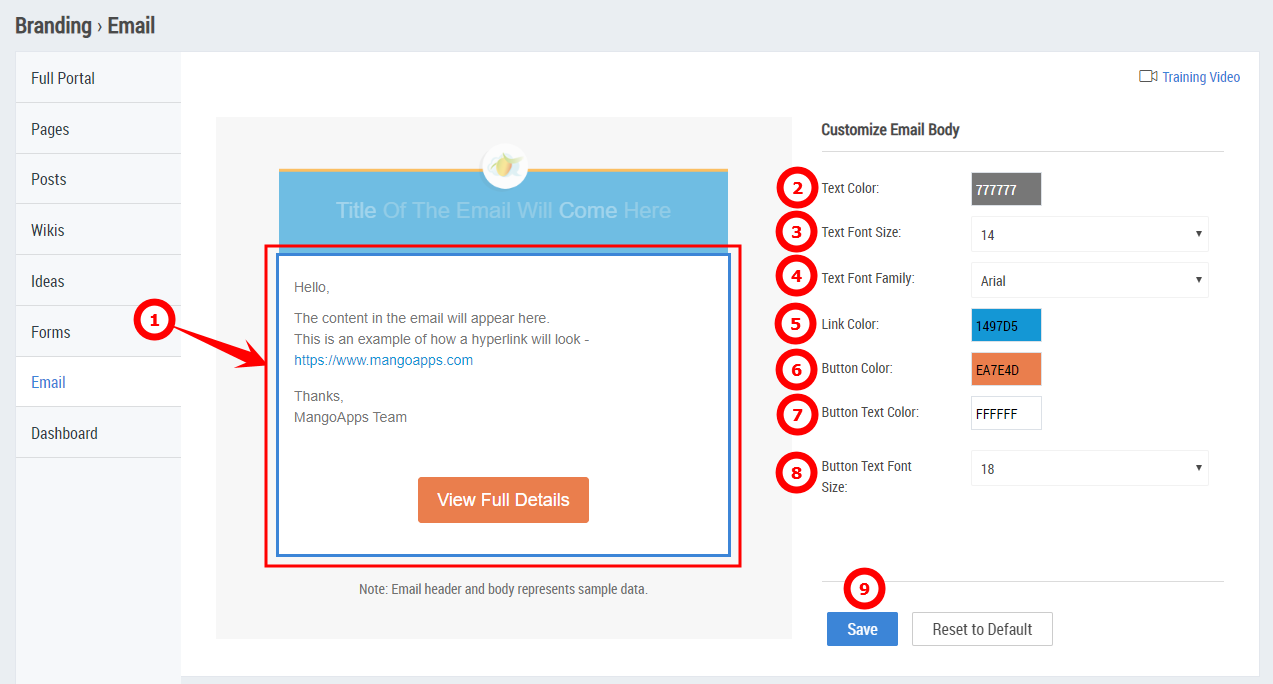 Branding › Email
Full Portal
Pages
Posts
Wikis
Ideas
Forms
Email
Dashboard
Training Video
Title Of The Email Will Come Here
1
Hello,
The content in the email will appear here.
This is an example of how a hyperlink will look -
https://www.mangoapps.com
Thanks,
MangoApps Team
View Full Details
Note: Email header and body represents sample data.
Customize Email Body
2 Text Color: 777777
3 Text Font Size: 14
4 Text Font Family: Arial
5 Link Color: 1497D5
6 Button Color: EA7E4D
7 Button Text Color: FFFFFF
8 Button Text Font 18
Size:
9
Save Reset to Default